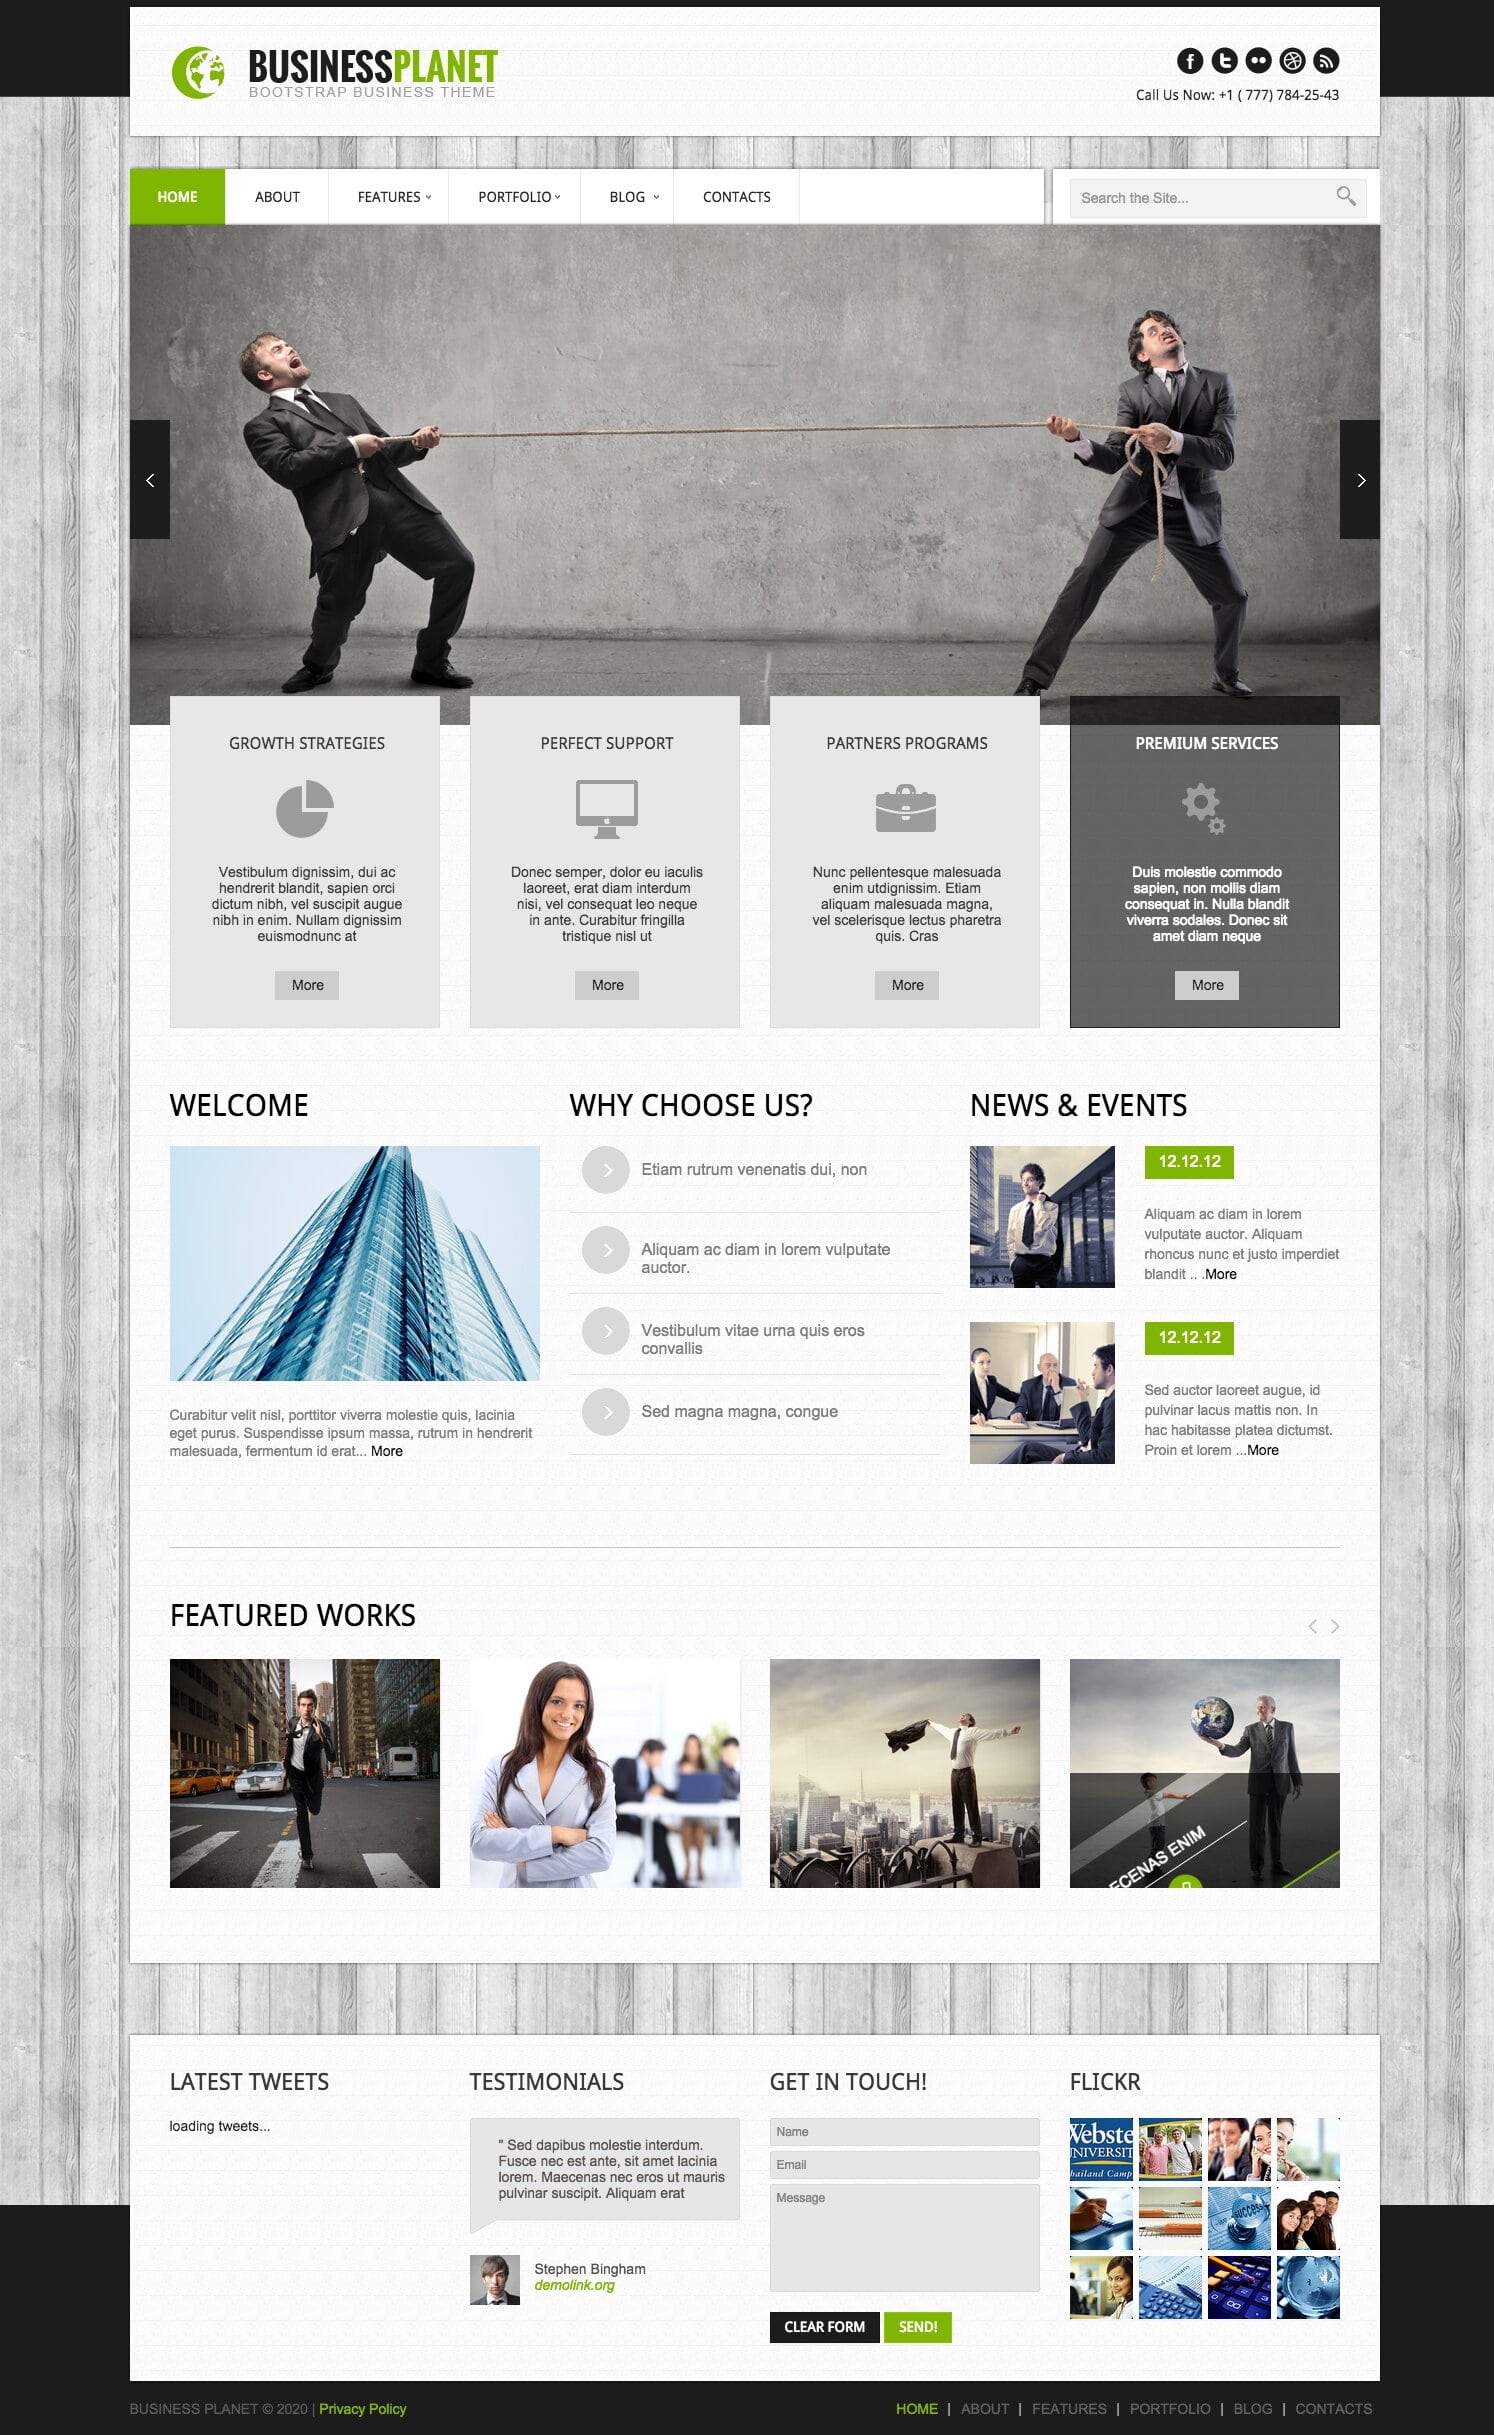 BUSINESSPLANET
BOOTSTRAP BUSINESS THEME
Call Us Now: +1 ( 777) 784-25-43
HOME ABOUT FEATURES PORTFOLIO BLOG CONTACTS
Search the Site...
GROWTH STRATEGIES
Vestibulum dignissim, dui ac
hendrerit blandit, sapien orci
dictum nibh, vel suscipit augue
nibh in enim. Nullam dignissim
euismodnunc at
More
PERFECT SUPPORT
Donec semper, dolor eu iaculis
laoreet, erat diam interdum
nisi, vel consequat leo neque
in ante. Curabitur fringilla
tristique nisl ut
More
PARTNERS PROGRAMS
Nunc pellentesque malesuada
enim utdignissim. Etiam
aliquam malesuada magna,
vel scelerisque lectus pharetra
quis. Cras
More
PREMIUM SERVICES
Duis molestie commodo
sapien, non mollis diam
consequat in. Nulla blandit
viverra sodales. Donec sit
amet diam neque
More
WELCOME
Curabitur velit nisl, porttitor viverra molestie quis, lacinia
eget purus. Suspendisse ipsum massa, rutrum in hendrerit
malesuada, fermentum id erat... More
WHY CHOOSE US?
Etiam rutrum venenatis dui, non
Aliquam ac diam in lorem vulputate
auctor.
Vestibulum vitae urna quis eros
convallis
Sed magna magna, congue
NEWS & EVENTS
12.12.12
Aliquam ac diam in lorem
vulputate auctor. Aliquam
rhoncus nunc et justo imperdiet
blandit .. .More
12.12.12
Sed auctor laoreet augue, id
pulvinar lacus mattis non. In
hac habitasse platea dictumst.
Proin et lorem ...More
FEATURED WORKS
ECENAS ENIM
LATEST TWEETS
loading tweets...
TESTIMONIALS
" Sed dapibus molestie interdum.
Fusce nec est ante, sit amet lacinia
lorem. Maecenas nec eros ut mauris
pulvinar suscipit. Aliquam erat
Stephen Bingham
demolink.org
GET IN TOUCH!
Name
Email
Message
CLEAR FORM SEND!
FLICKR
Webste
UNIVERSIT
hailand Camp
SUCCESS
BUSINESS PLANET © 2020 | Privacy Policy
HOME | ABOUT | FEATURES | PORTFOLIO | BLOG | CONTACTS